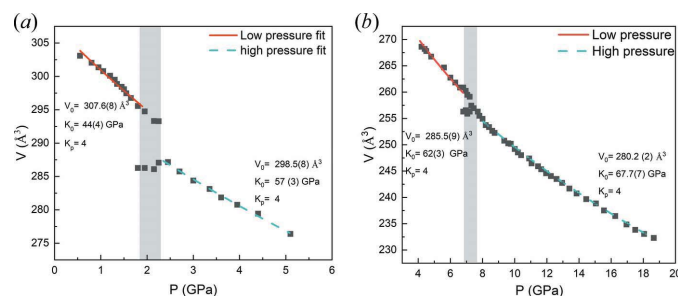 (a)
Low pressure fit
high pressure fit
V0= 307.6(8) Å3
K0= 44(4) GPa
Kp= 4
V0= 298.5(8) Å3
K0= 57 (3) GPa
Kp= 4
V (Å3)
305
300
295
290
285
280
275
0 1 2 3 4 5 6
P (GPa)
(b)
Low pressure
High pressure
V0= 285.5(9) Å3
K0= 62(3) GPa
Kp= 4
V0= 280.2 (2) Å3
K0= 67.7(7) GPa
Kp= 4
V (Å3)
270
265
260
255
250
245
240
235
230
4 6 8 10 12 14 16 18 20
P (GPa)